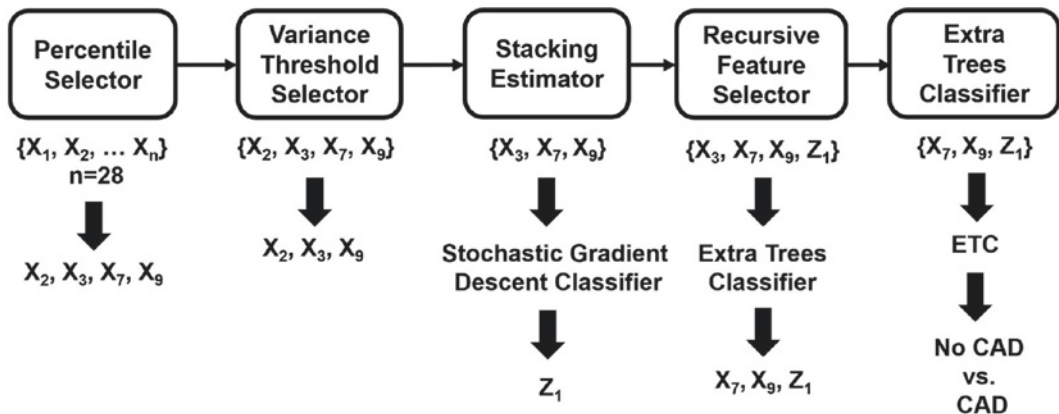 Percentile
Selector
Variance
Threshold
Selector
Stacking
Estimator
Recursive
Feature
Selector
Extra
Trees
Classifier
{X₁, X₂, ... Xₙ}
n=28
{X₂, X₃, X₇, X₉}
{X₃, X₇, X₉}
{X₃, X₇, X₉, Z₁}
{X₇, X₉, Z₁}
X₂, X₃, X₇, X₉
X₂, X₃, X₉
Stochastic Gradient
Descent Classifier
Extra Trees
Classifier
ETC
Z₁
X₇, X₉, Z₁
No CAD
vs.
CAD